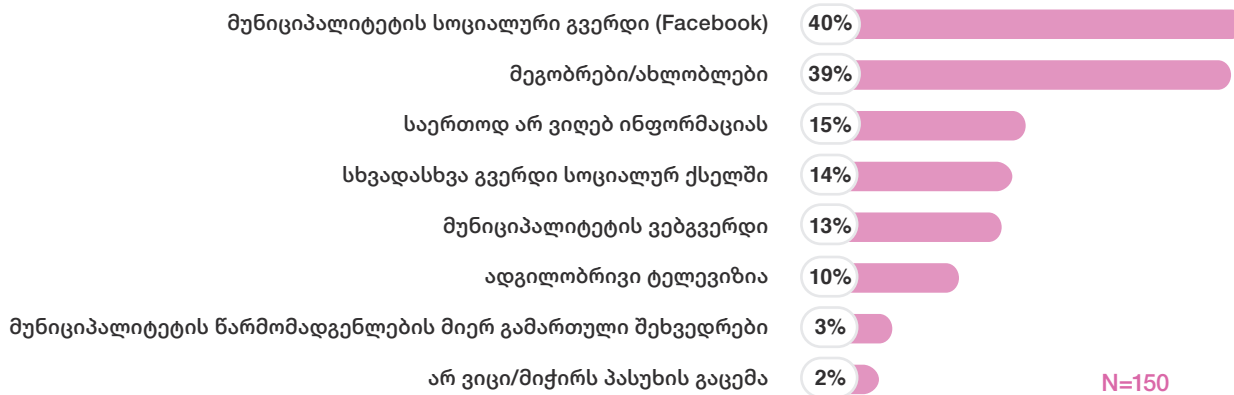 მუნიციპალიტეტის სოციალური გვერდი (Facebook) 40%
მეგობრები/ახლობლები 39%
საერთოდ არ ვიღებ ინფორმაციას 15%
სხვადასხვა გვერდი სოციალურ ქსელში 14%
მუნიციპალიტეტის ვებგვერდი 13%
ადგილობრივი ტელევიზია 10%
მუნიციპალიტეტის წარმომადგენლების მიერ გამართული შეხვედრები 3%
არ ვიცი/მიჭირს პასუხის გაცემა 2%
N=150